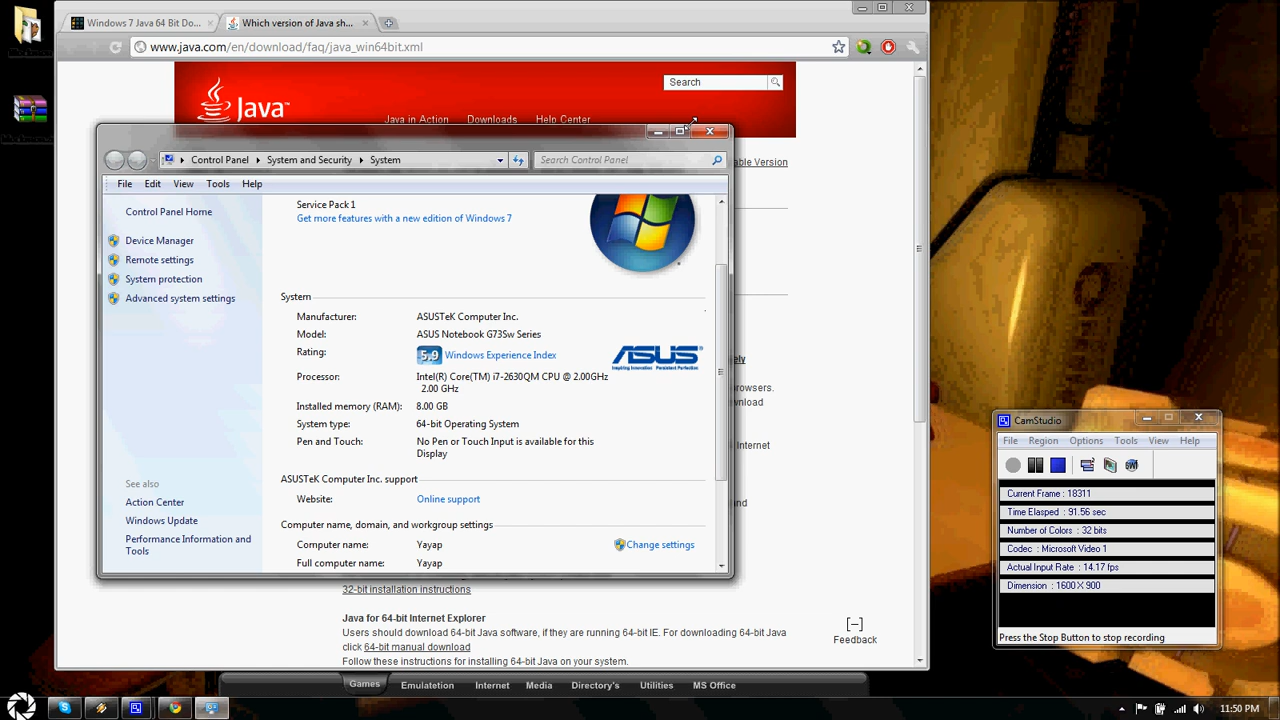 Windows 7 Java 64 Bit Do...
Which version of Java sh...
www.java.com/en/download/faq/java_win64bit.xml
Java™
Search
Java in Action
Downloads
Help Center
Control Panel
System and Security
System
Search Control Panel
able Version
File
Edit
View
Tools
Help
Control Panel Home
Device Manager
Remote settings
System protection
Advanced system settings
Service Pack 1
Get more features with a new edition of Windows 7
System
Manufacturer: ASUSTeK Computer Inc.
Model: ASUS Notebook G73Sw Series
Rating: 5.9 Windows Experience Index
ASUS
Inspiring Innovation Persistent Perfection
Processor: Intel(R) Core(TM) i7-2630QM CPU @ 2.00GHz
2.00 GHz
Installed memory (RAM): 8.00 GB
System type: 64-bit Operating System
Pen and Touch: No Pen or Touch Input is available for this
Display
ASUSTeK Computer Inc. support
Website: Online support
Computer name, domain, and workgroup settings
Computer name: Yayap
Change settings
Full computer name: Yayap
See also
Action Center
Windows Update
Performance Information and
Tools
ely
rowsers.
wnload
Internet
nd
32-bit installation instructions
Java for 64-bit Internet Explorer
Users should download 64-bit Java software, if they are running 64-bit IE. For downloading 64-bit Java
click 64-bit manual download
Follow these instructions for installing 64-bit Java on your system.
[–]
Feedback
CamStudio
File
Region
Options
Tools
View
Help
Current Frame : 18311
Time Elasped : 91.56 sec
Number of Colors : 32 bits
Codec : Microsoft Video 1
Actual Input Rate : 14.17 fps
Dimension : 1600 X 900
Press the Stop Button to stop recording
Games
Emulatetion
Internet
Media
Directory's
Utilities
MS Office
11:50 PM